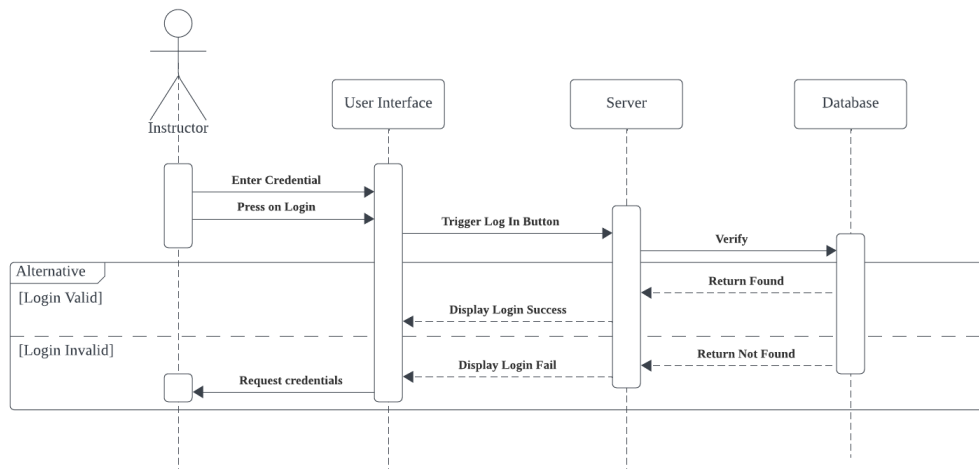 Instructor
User Interface
Server
Database
Enter Credential
Press on Login
Trigger Log In Button
Verify
Alternative
[Login Valid]
Return Found
Display Login Success
[Login Invalid]
Return Not Found
Display Login Fail
Request credentials